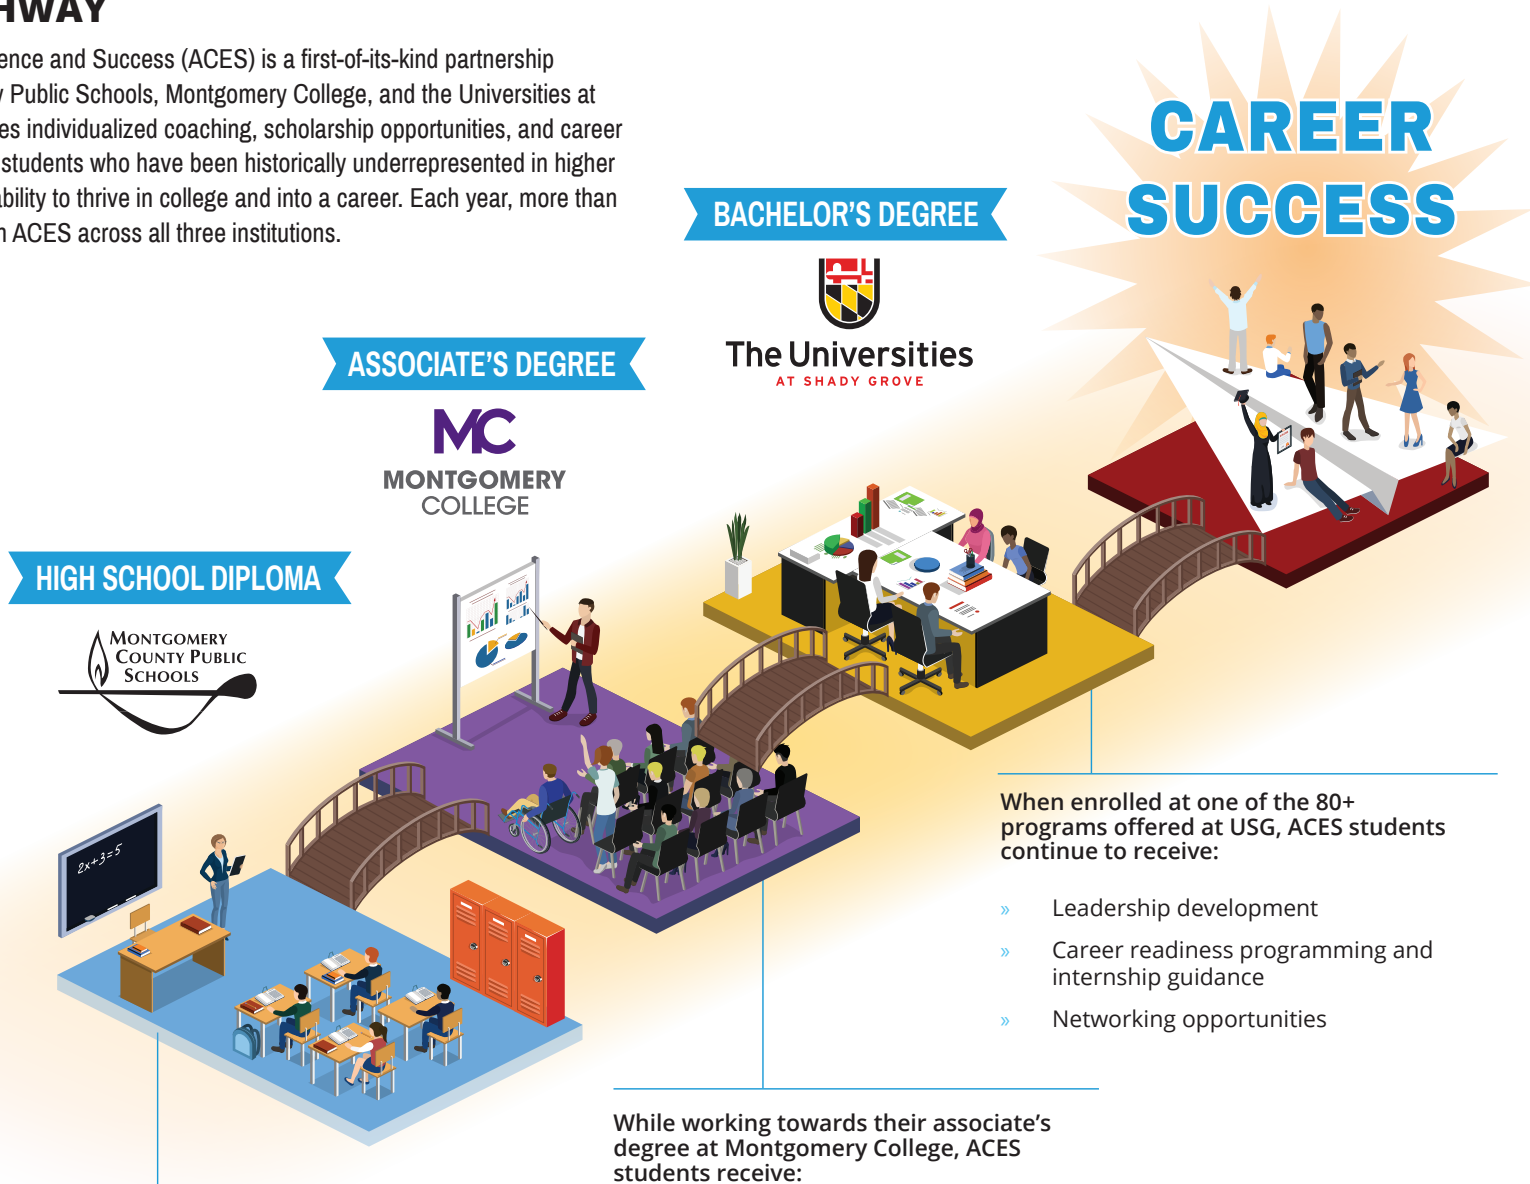 HWAY
ence and Success (ACES) is a first-of-its-kind partnership
y Public Schools, Montgomery College, and the Universities at
es individualized coaching, scholarship opportunities, and career
students who have been historically underrepresented in higher
ability to thrive in college and into a career. Each year, more than
n ACES across all three institutions.
CAREER
SUCCESS
BACHELOR’S DEGREE
The Universities
AT SHADY GROVE
ASSOCIATE’S DEGREE
MC
MONTGOMERY
COLLEGE
HIGH SCHOOL DIPLOMA
MONTGOMERY
COUNTY PUBLIC
SCHOOLS
2x+3=5
When enrolled at one of the 80+
programs offered at USG, ACES students
continue to receive:
» Leadership development
» Career readiness programming and
internship guidance
» Networking opportunities
While working towards their associate’s
degree at Montgomery College, ACES
students receive: